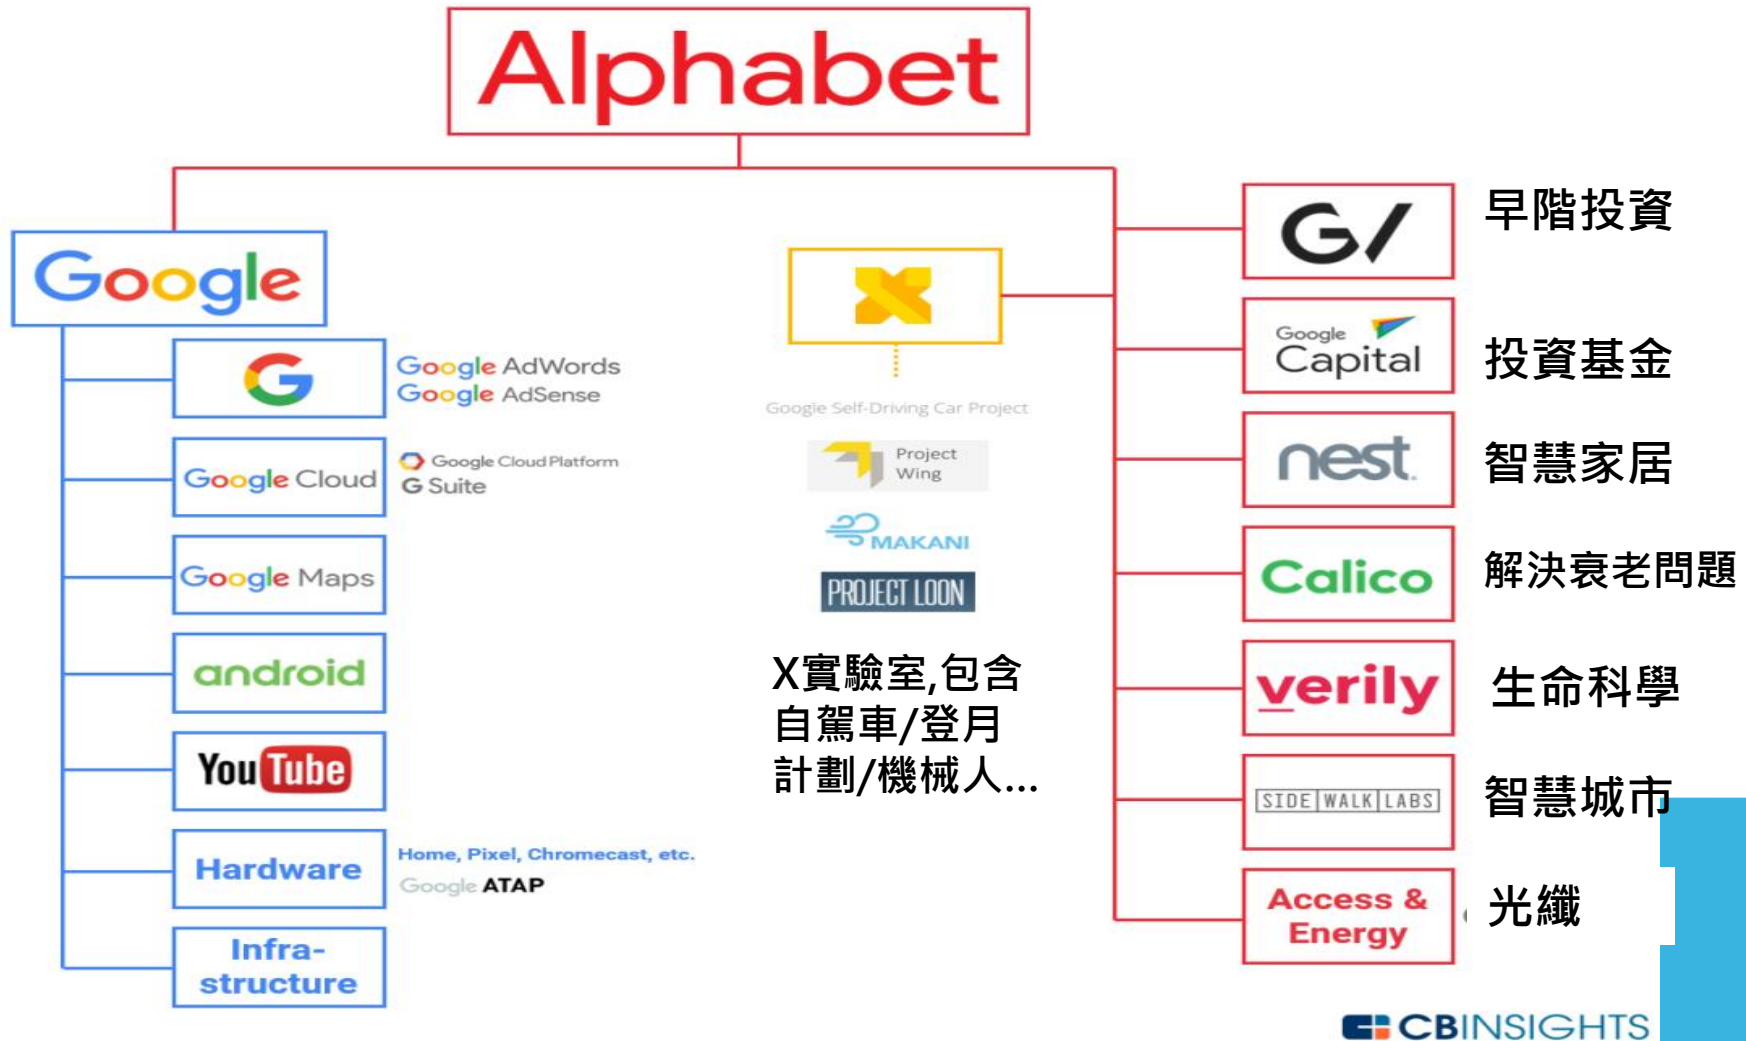 Alphabet
Google
G
Google AdWords
Google AdSense
Google Cloud
Google Cloud Platform
G Suite
Google Maps
android
YouTube
Hardware
Home, Pixel, Chromecast, etc.
Google ATAP
Infra-
structure
X
Google Self-Driving Car Project
Project
Wing
MAKANI
PROJECT LOON
X實驗室,包含
自駕車/登月
計劃/機械人...
G/
早階投資
Google
Capital
投資基金
nest
智慧家居
Calico
解決衰老問題
verily
生命科學
SIDEWALK LABS
智慧城市
Access &
Energy
光纖
CBINSIGHTS